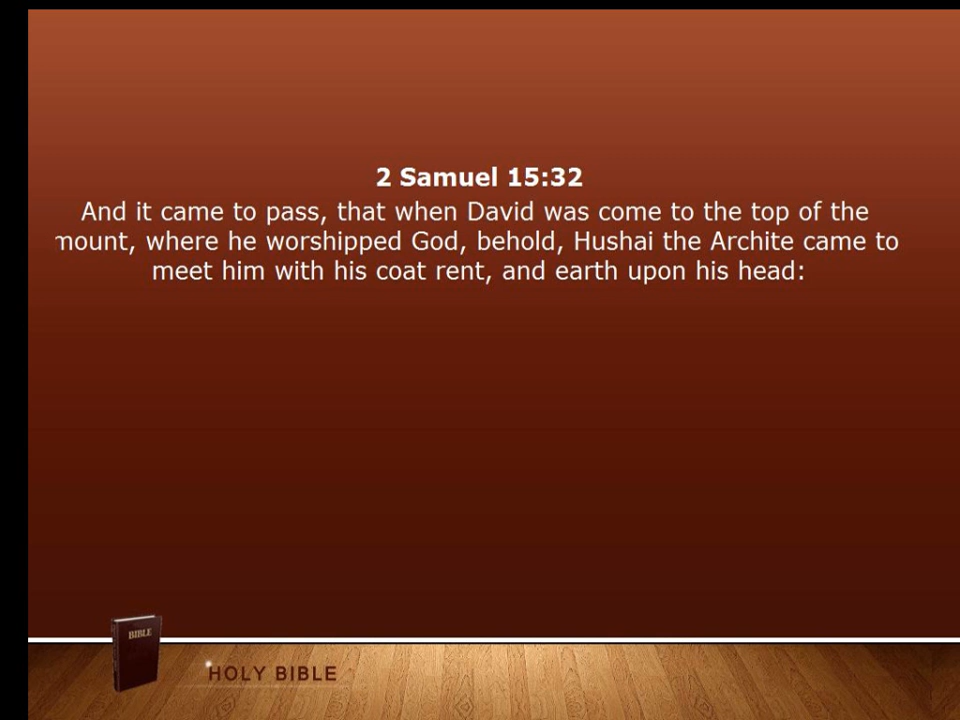 2 Samuel 15:32
And it came to pass, that when David was come to the top of the
mount, where he worshipped God, behold, Hushai the Archite came to
meet him with his coat rent, and earth upon his head:
BIBLE
HOLY BIBLE